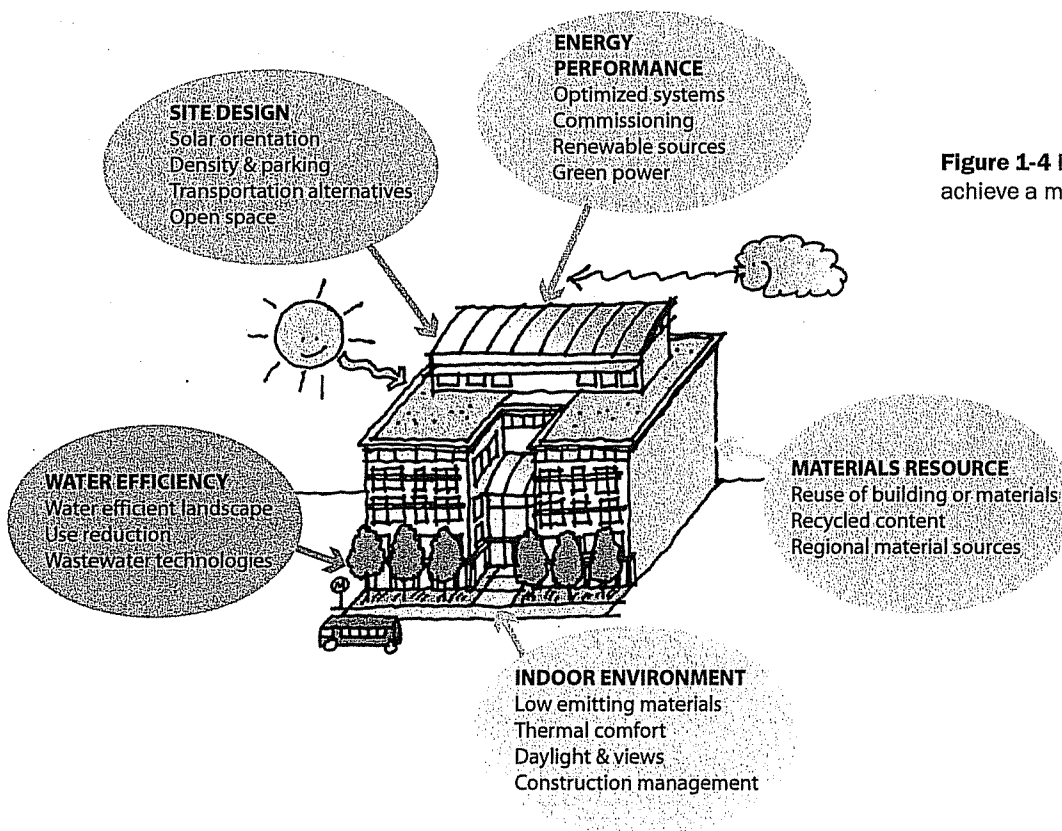 ENERGY
PERFORMANCE
Optimized systems
Commissioning
Renewable sources
Green power
SITE DESIGN
Solar orientation
Density & parking
Transportation alternatives
Open space
Figure 1-4
achieve a m
WATER EFFICIENCY
Water efficient landscape
Use reduction
Wastewater technologies
MATERIALS RESOURCE
Reuse of building or materials
Recycled content
Regional material sources
INDOOR ENVIRONMENT
Low emitting materials
Thermal comfort
Daylight & views
Construction management